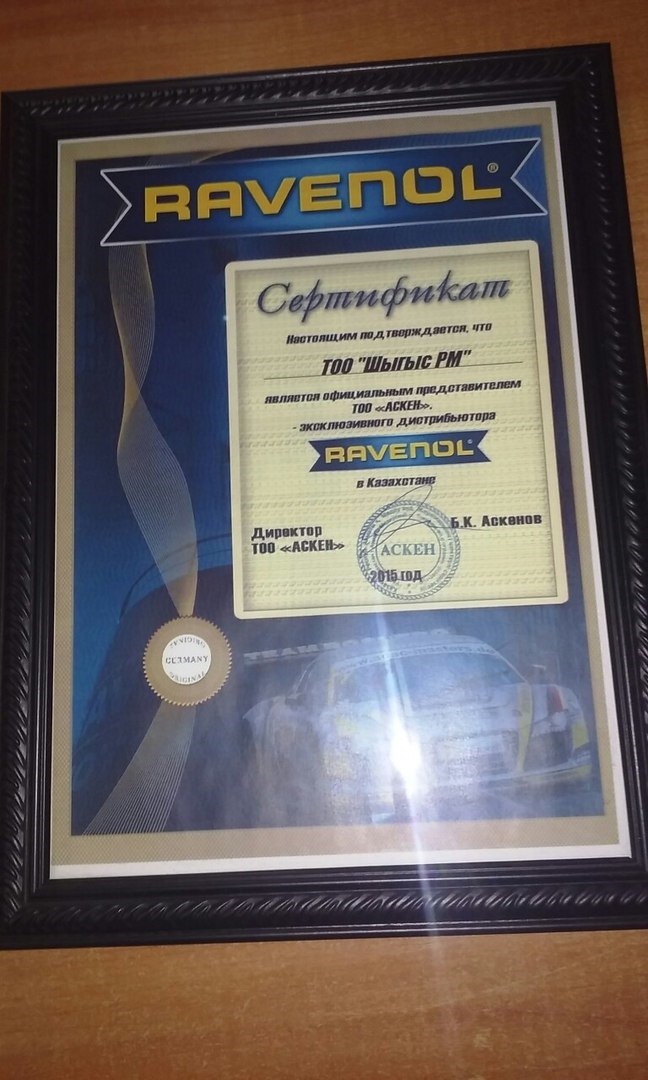 RAVENOL®
Сертификат
Настоящим подтверждается, что
ТОО "Шыгыс РМ"
является официальным представителем
ТОО «АСКЕН».
- эксклюзивного дистрибьютора
RAVENOL®
в Казахстане
Директор
ТОО «АСКЕН»
Б.К. Аскенов
АСКЕН
2015 год
GERMANY
ORIGINAL